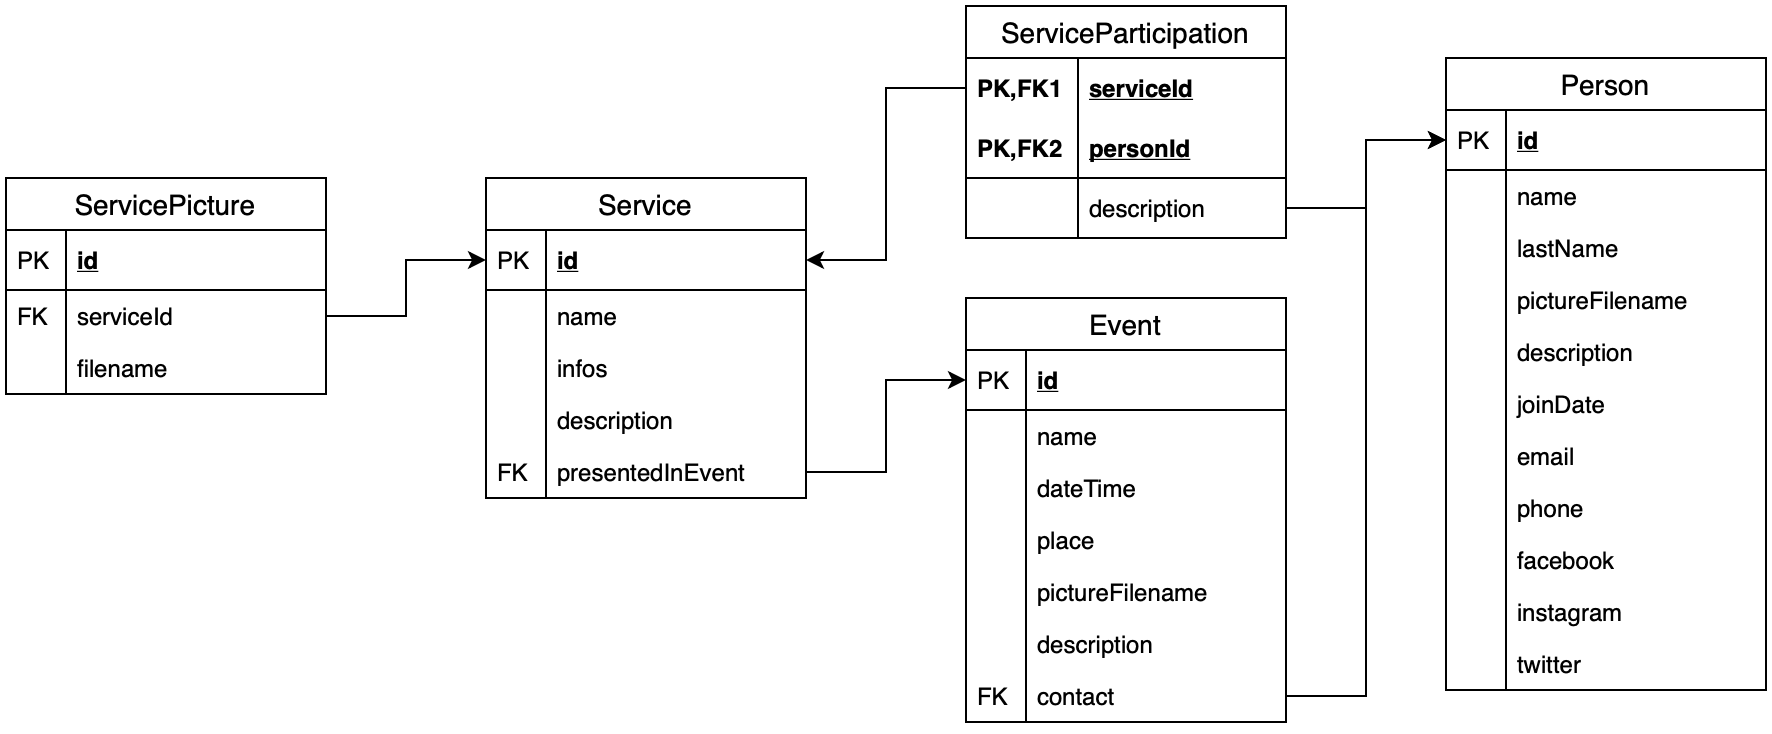 ServicePicture
PK id
FK serviceId
filename
Service
PK id
name
infos
description
FK presentedInEvent
ServiceParticipation
PK,FK1 serviceId
PK,FK2 personId
description
Event
PK id
name
dateTime
place
pictureFilename
description
FK contact
Person
PK id
name
lastName
pictureFilename
description
joinDate
email
phone
facebook
instagram
twitter